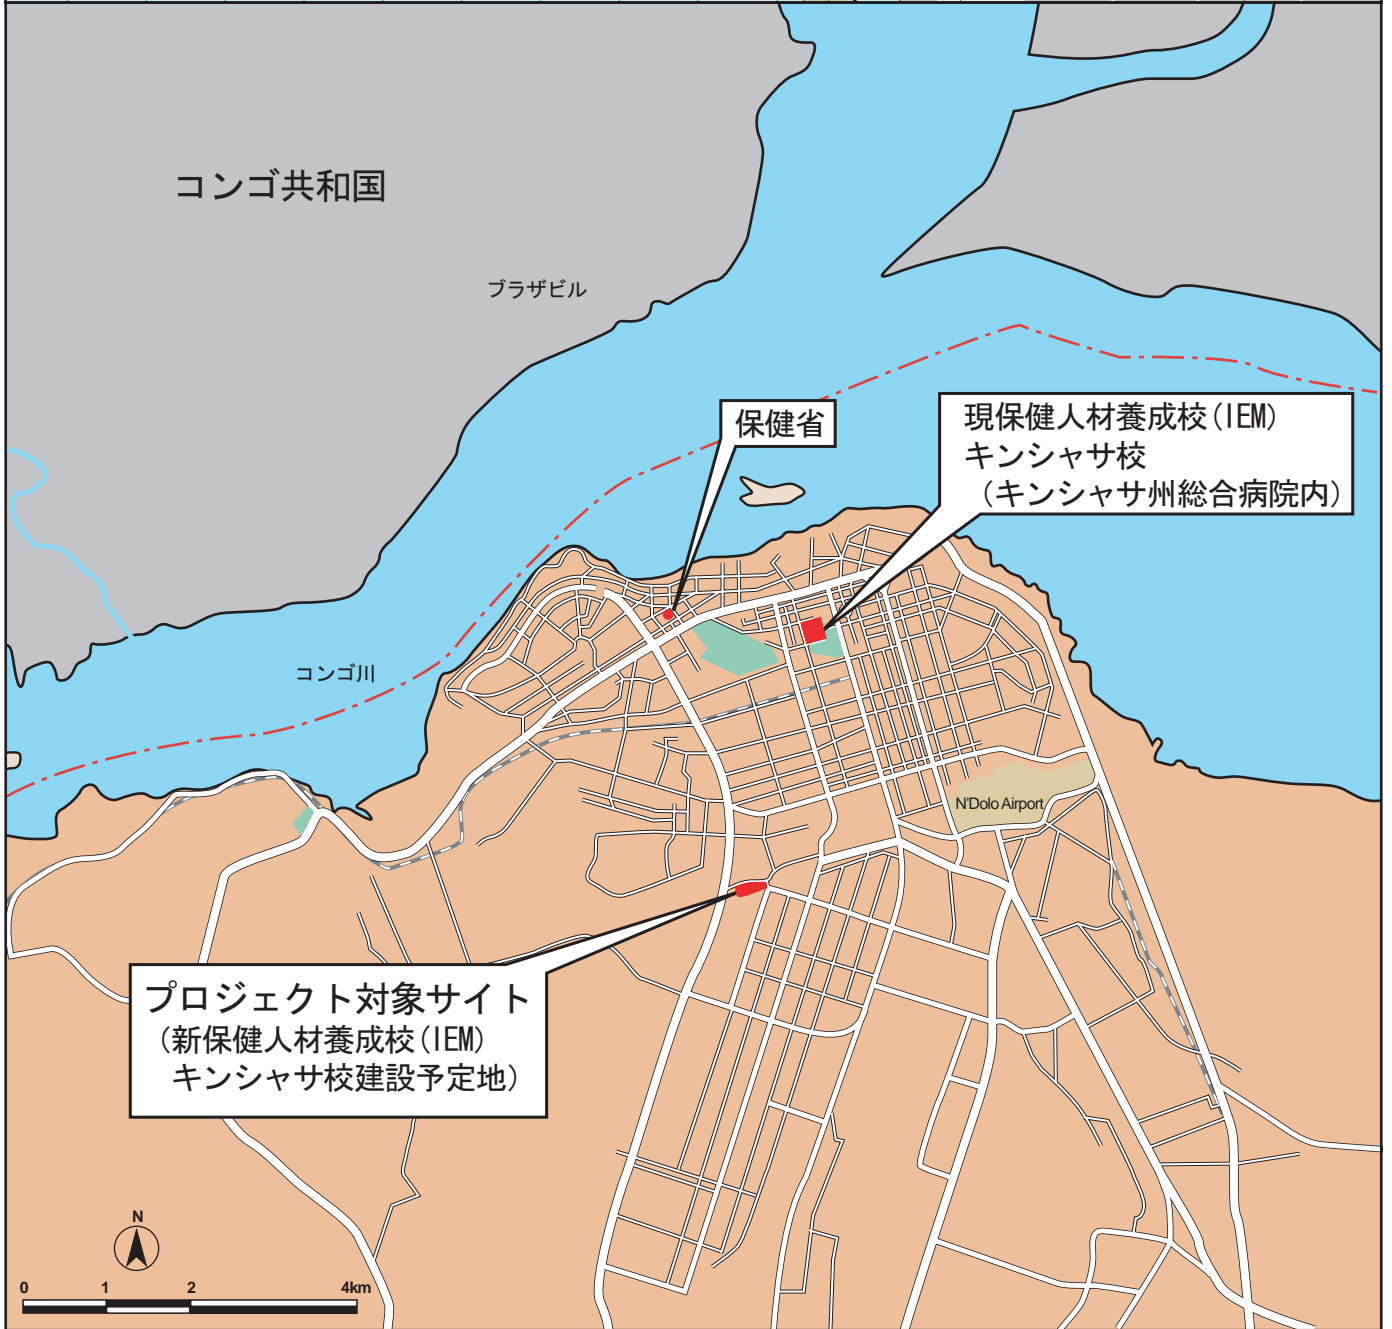 コンゴ共和国
ブラザビル
保健省
現保健人材養成校(IEM)
キンシャサ校
(キンシャサ州総合病院内)
コンゴ川
N'Dolo Airport
プロジェクト対象サイト
(新保健人材養成校(IEM)
キンシャサ校建設予定地)
N
0 1 2 4km